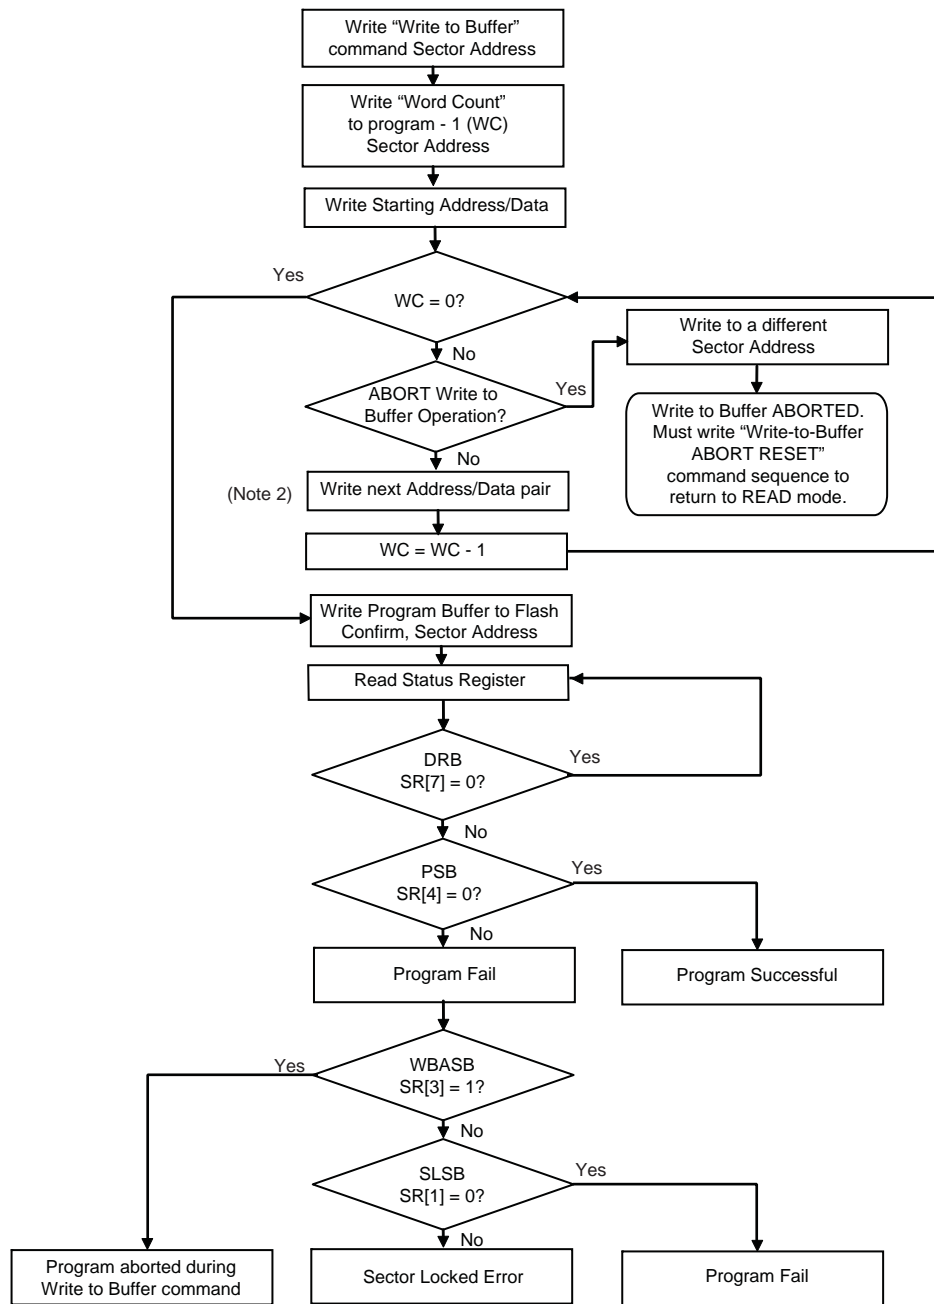 Write “Write to Buffer”
command Sector Address
Write “Word Count”
to program - 1 (WC)
Sector Address
Write Starting Address/Data
Yes
WC = 0?
No
Write to a different
Sector Address
ABORT Write to
Buffer Operation?
Yes
No
Write to Buffer ABORTED.
Must write “Write-to-Buffer
ABORT RESET”
command sequence to
return to READ mode.
(Note 2)
Write next Address/Data pair
WC = WC - 1
Write Program Buffer to Flash
Confirm, Sector Address
Read Status Register
DRB
SR[7] = 0?
Yes
No
PSB
SR[4] = 0?
Yes
No
Program Fail
Program Successful
Yes
WBASB
SR[3] = 1?
No
SLSB
SR[1] = 0?
Yes
No
Program aborted during
Write to Buffer command
Sector Locked Error
Program Fail